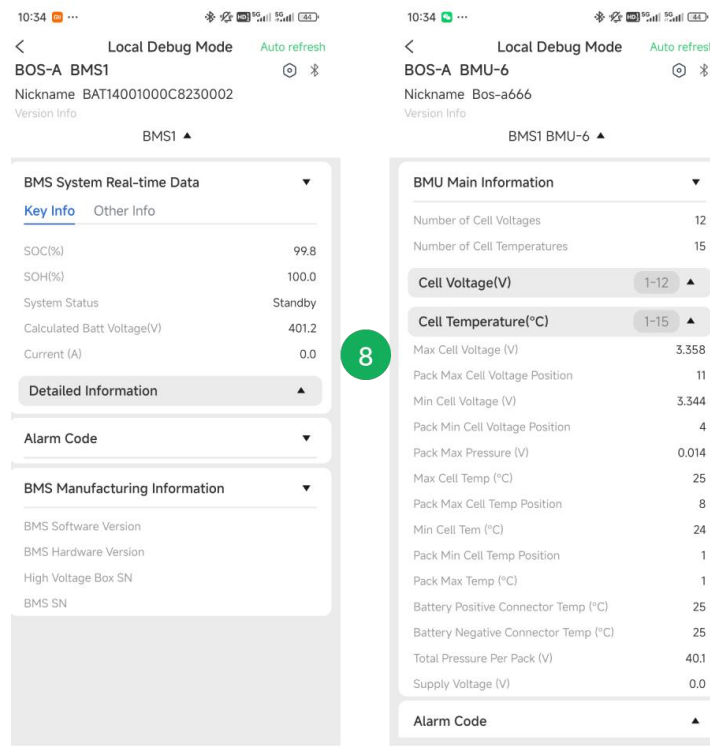 10:34 ···
HD 5G 5G 44
Local Debug Mode
Auto refresh
BOS-A BMS1
Nickname BAT14001000C8230002
Version Info
BMS1 ▲
BMS System Real-time Data ▼
Key Info Other Info
SOC(%) 99.8
SOH(%) 100.0
System Status Standby
Calculated Batt Voltage(V) 401.2
Current (A) 0.0
Detailed Information ▲
Alarm Code ▼
BMS Manufacturing Information ▼
BMS Software Version
BMS Hardware Version
High Voltage Box SN
BMS SN
8
10:34 ···
HD 5G 5G 44
Local Debug Mode
Auto refresh
BOS-A BMU-6
Nickname Bos-a666
Version Info
BMS1 BMU-6 ▲
BMU Main Information ▼
Number of Cell Voltages 12
Number of Cell Temperatures 15
Cell Voltage(V) 1-12 ▲
Cell Temperature(°C) 1-15 ▲
Max Cell Voltage (V) 3.358
Pack Max Cell Voltage Position 11
Min Cell Voltage (V) 3.344
Pack Min Cell Voltage Position 4
Pack Max Pressure (V) 0.014
Max Cell Temp (°C) 25
Pack Max Cell Temp Position 8
Min Cell Tem (°C) 24
Pack Min Cell Temp Position 1
Pack Max Temp (°C) 1
Battery Positive Connector Temp (°C) 25
Battery Negative Connector Temp (°C) 25
Total Pressure Per Pack (V) 40.1
Supply Voltage (V) 0.0
Alarm Code ▲